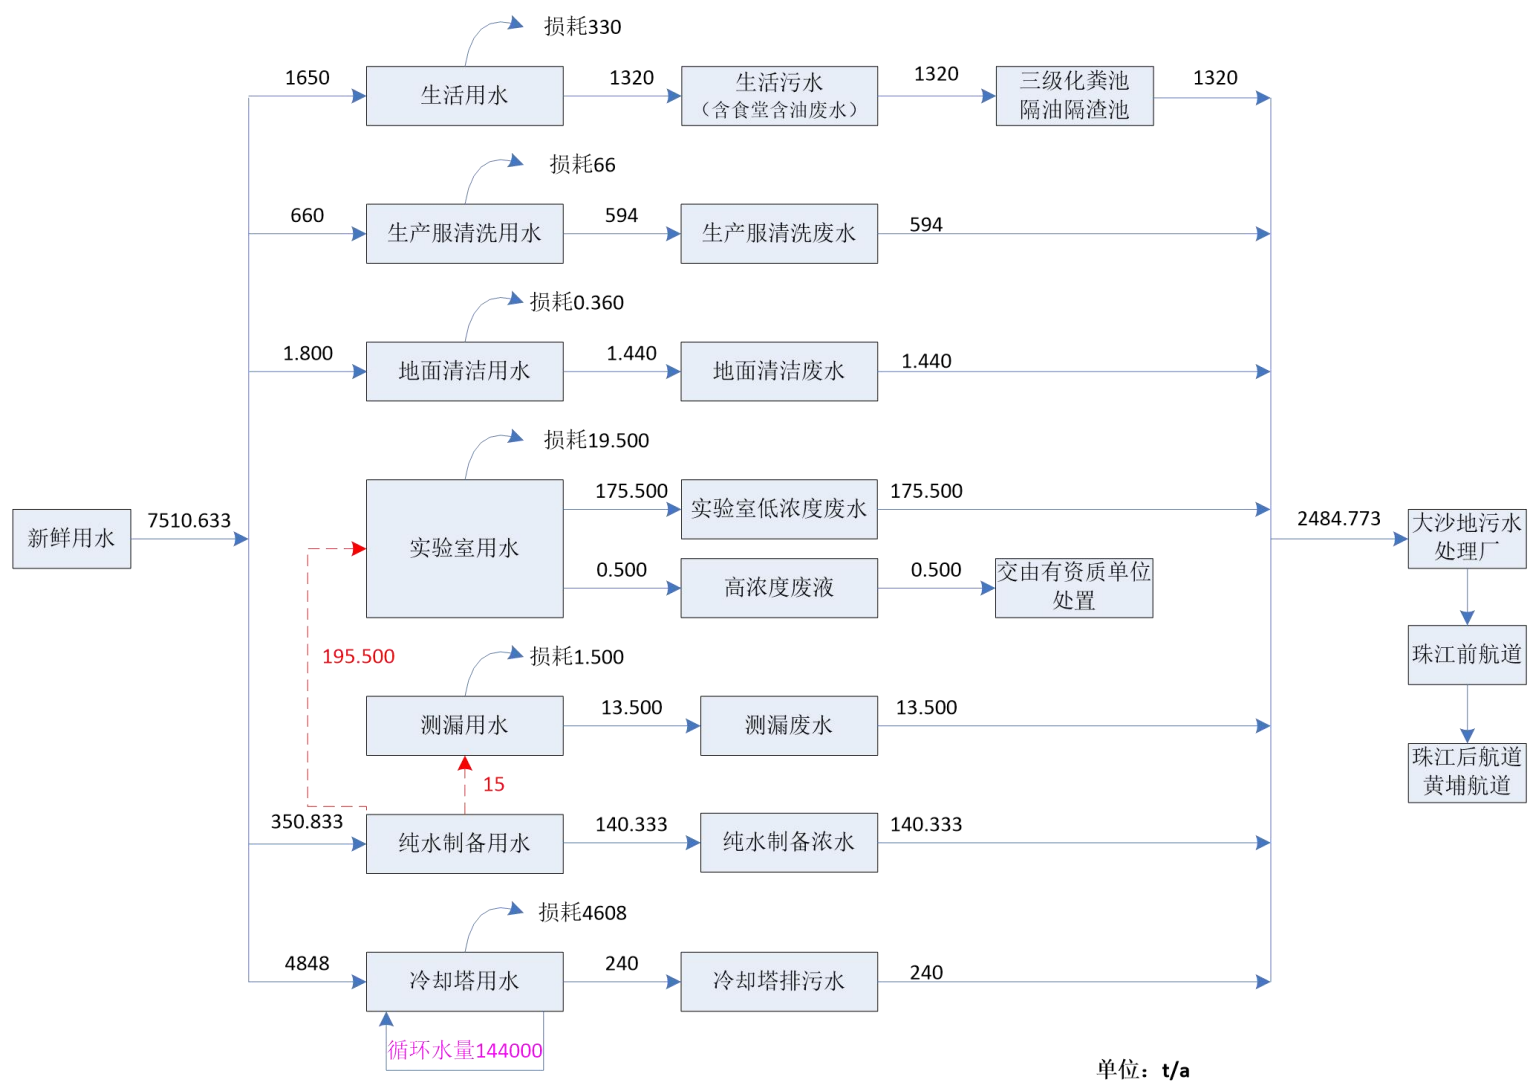 损耗330
1650
生活用水
1320
生活污水
（含食堂含油废水）
1320
三级化粪池
隔油隔渣池
1320
损耗66
660
生产服清洗用水
594
生产服清洗废水
594
损耗0.360
1.800
地面清洁用水
1.440
地面清洁废水
1.440
损耗19.500
新鲜用水
7510.633
实验室用水
175.500
实验室低浓度废水
175.500
0.500
高浓度废液
0.500
交由有资质单位
处置
2484.773
大沙地污水
处理厂
珠江前航道
珠江后航道
黄埔航道
195.500
损耗1.500
测漏用水
13.500
测漏废水
13.500
15
350.833
纯水制备用水
140.333
纯水制备浓水
140.333
损耗4608
4848
冷却塔用水
240
冷却塔排污水
240
循环水量144000
单位：t/a